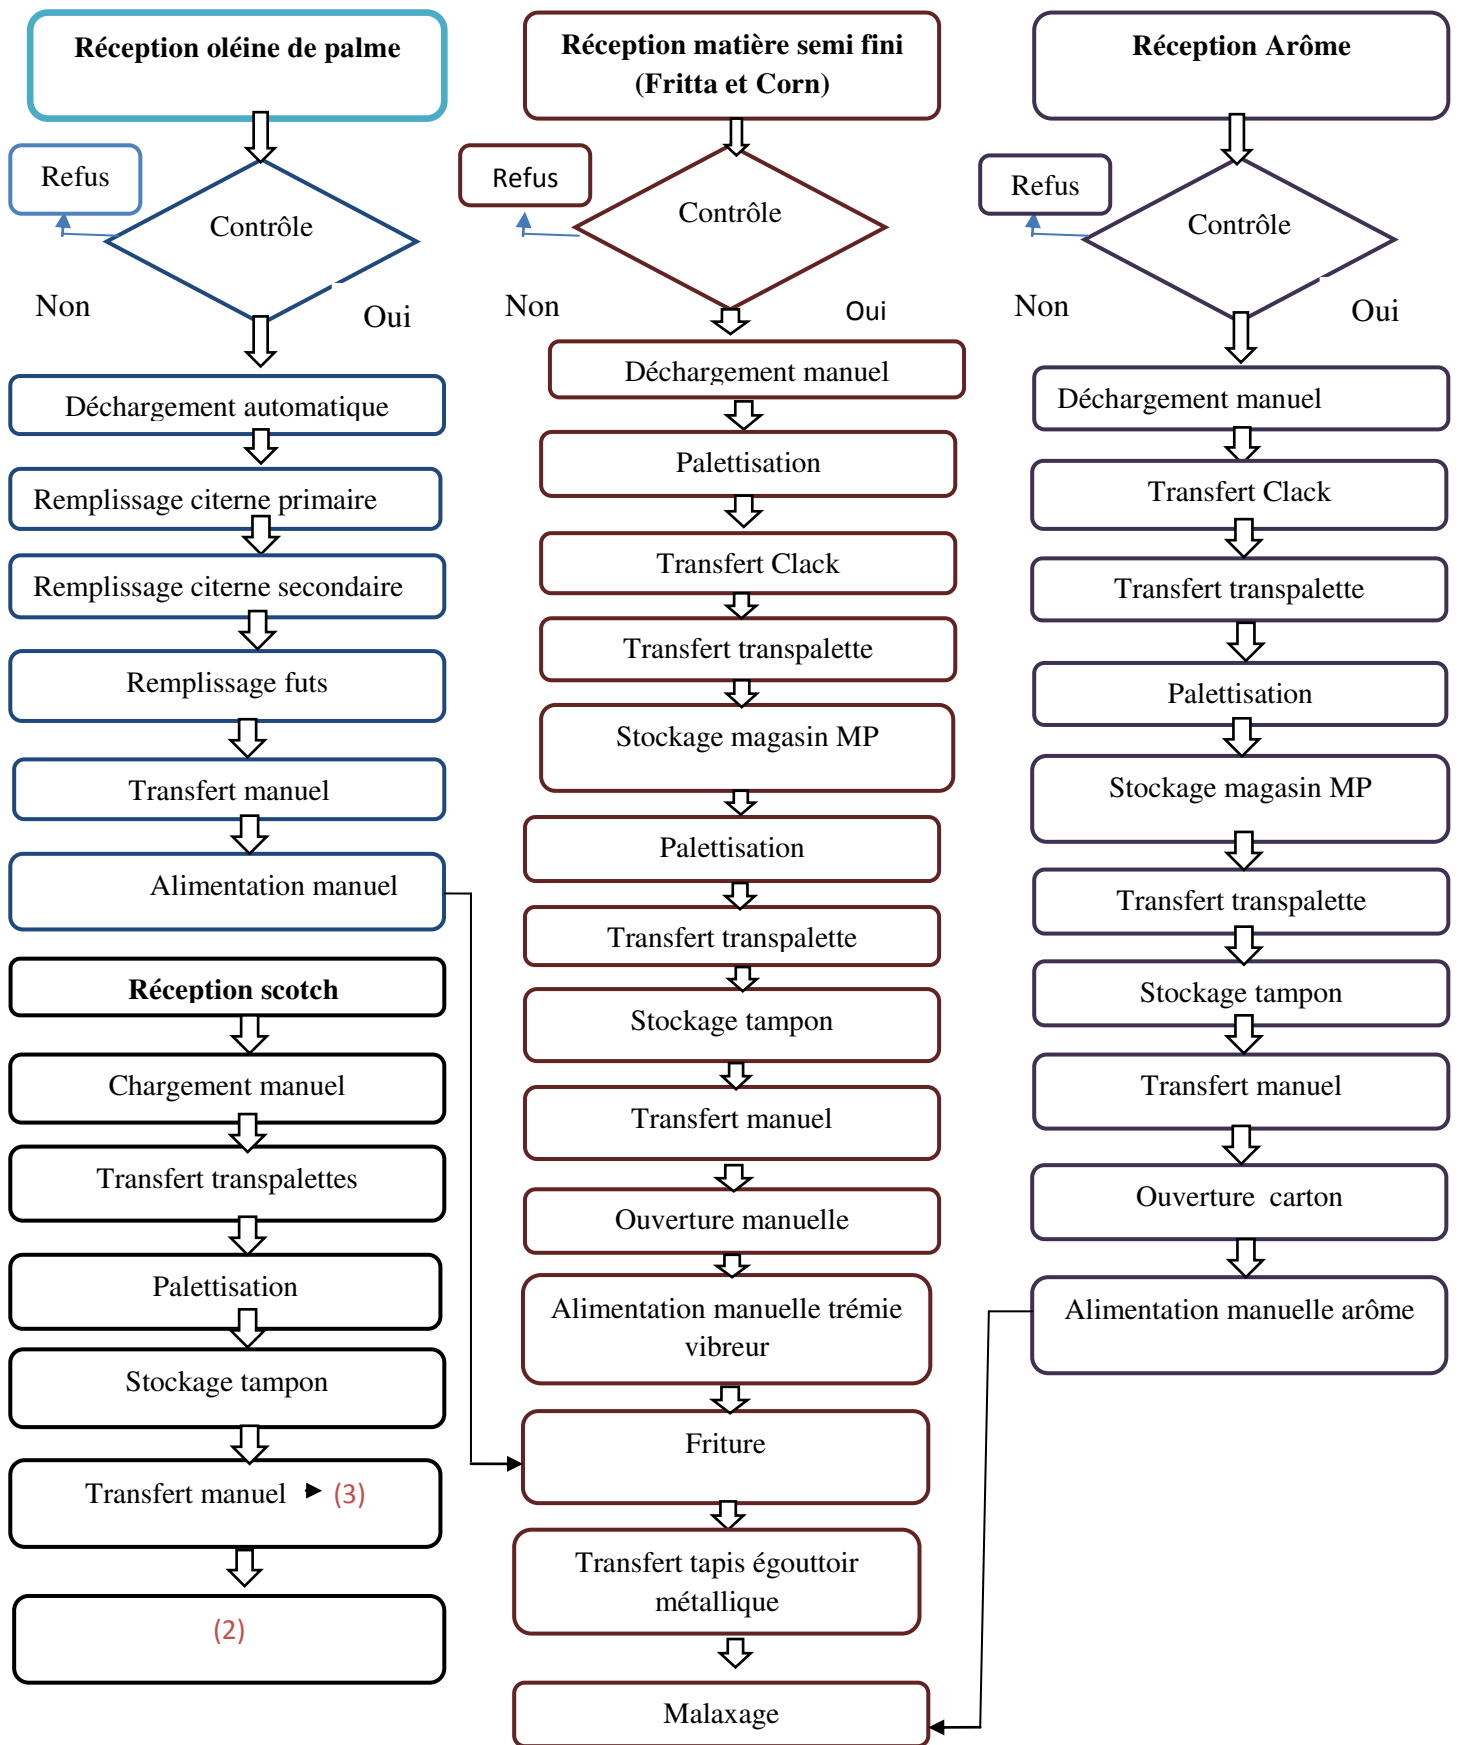 Réception oléine de palme
Refus
Contrôle
Non
Oui
Déchargement automatique
Remplissage citerne primaire
Remplissage citerne secondaire
Remplissage futs
Transfert manuel
Alimentation manuel
Réception scotch
Chargement manuel
Transfert transpalettes
Palettisation
Stockage tampon
Transfert manuel (3)
(2)
Réception matière semi fini
(Fritta et Corn)
Refus
Contrôle
Non
Oui
Déchargement manuel
Palettisation
Transfert Clack
Transfert transpalette
Stockage magasin MP
Palettisation
Transfert transpalette
Stockage tampon
Transfert manuel
Ouverture manuelle
Alimentation manuelle trémie
vibreur
Friture
Transfert tapis égouttoir
métallique
Malaxage
Réception Arôme
Refus
Contrôle
Non
Oui
Déchargement manuel
Transfert Clack
Transfert transpalette
Palettisation
Stockage magasin MP
Transfert transpalette
Stockage tampon
Transfert manuel
Ouverture carton
Alimentation manuelle arôme